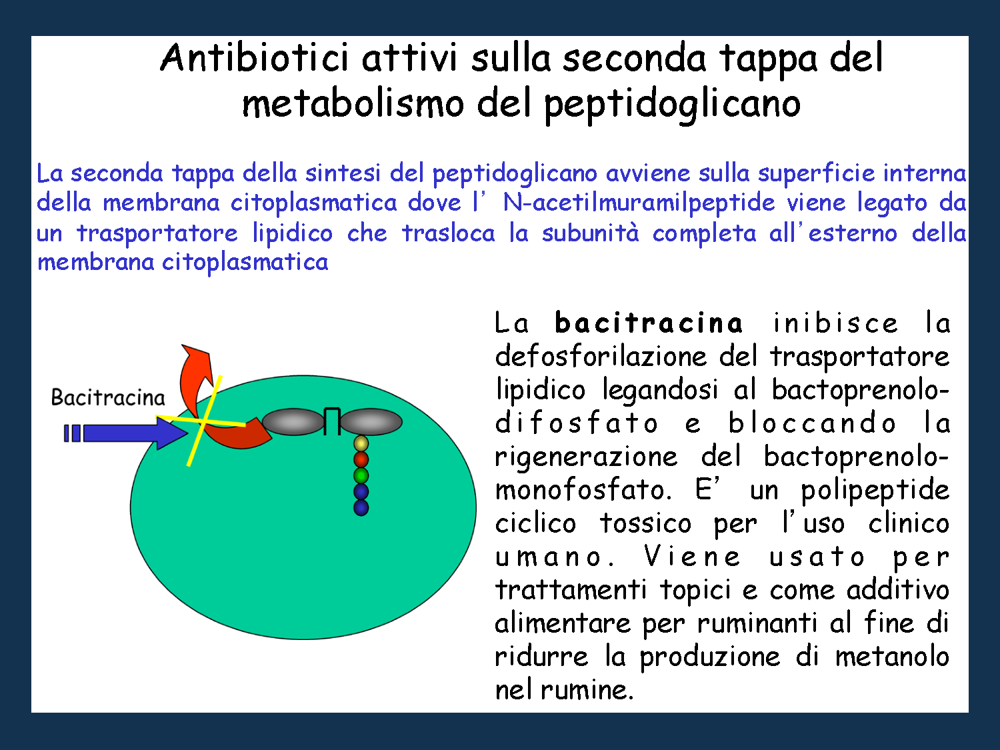 Antibiotici attivi sulla seconda tappa del
metabolismo del peptidoglicano
La seconda tappa della sintesi del peptidoglicano avviene sulla superficie interna
della membrana citoplasmatica dove l’ N-acetilmuramilpeptide viene legato da
un trasportatore lipidico che trasloca la subunità completa all’esterno della
membrana citoplasmatica
Bacitracina
La bacitracina inibisce la
defosforilazione del trasportatore
lipidico legandosi al bactoprenolo-
difosfato e bloccando la
rigenerazione del bactoprenolo-
monofosfato. E’ un polipeptide
ciclico tossico per l’uso clinico
umano. Viene usato per
trattamenti topici e come additivo
alimentare per ruminanti al fine di
ridurre la produzione di metanolo
nel rumine.